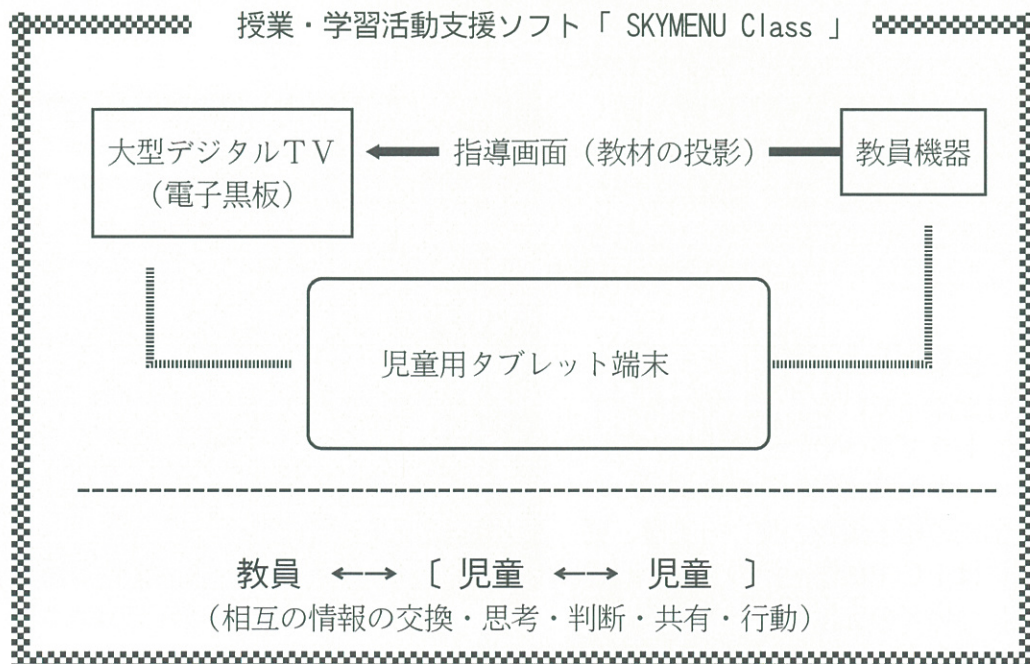 授業・学習活動支援ソフト「 SKYMENU Class 」
大型デジタルTV
（電子黒板）
指導画面（教材の投影）
教員機器
児童用タブレット端末
教員 ←→ 〔 児童 ←→ 児童 〕
（相互の情報の交換・思考・判断・共有・行動）